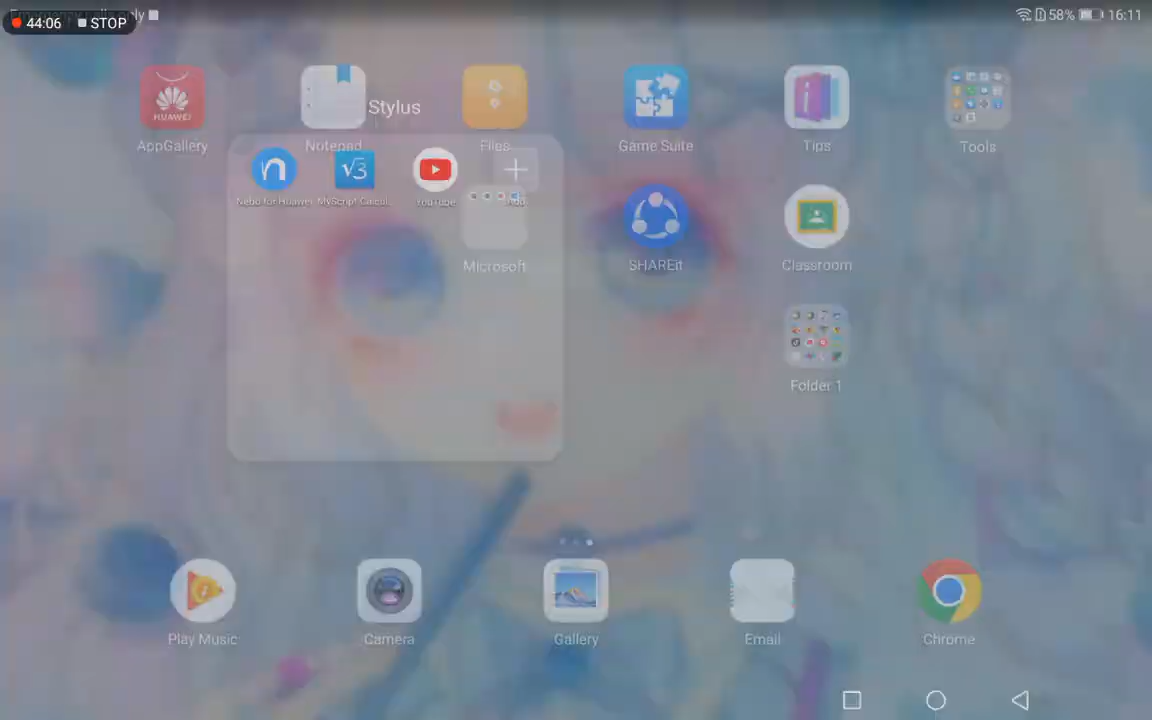 44:06 STOP
58% 16:11
HUAWEI
AppGallery
Notepad
Stylus
Files
Game Suite
Tips
Tools
√3
Nebo for Huawei
MyScript Calcul...
YouTube
Add
Microsoft
SHAREit
Classroom
Folder 1
Play Music
Camera
Gallery
Email
Chrome